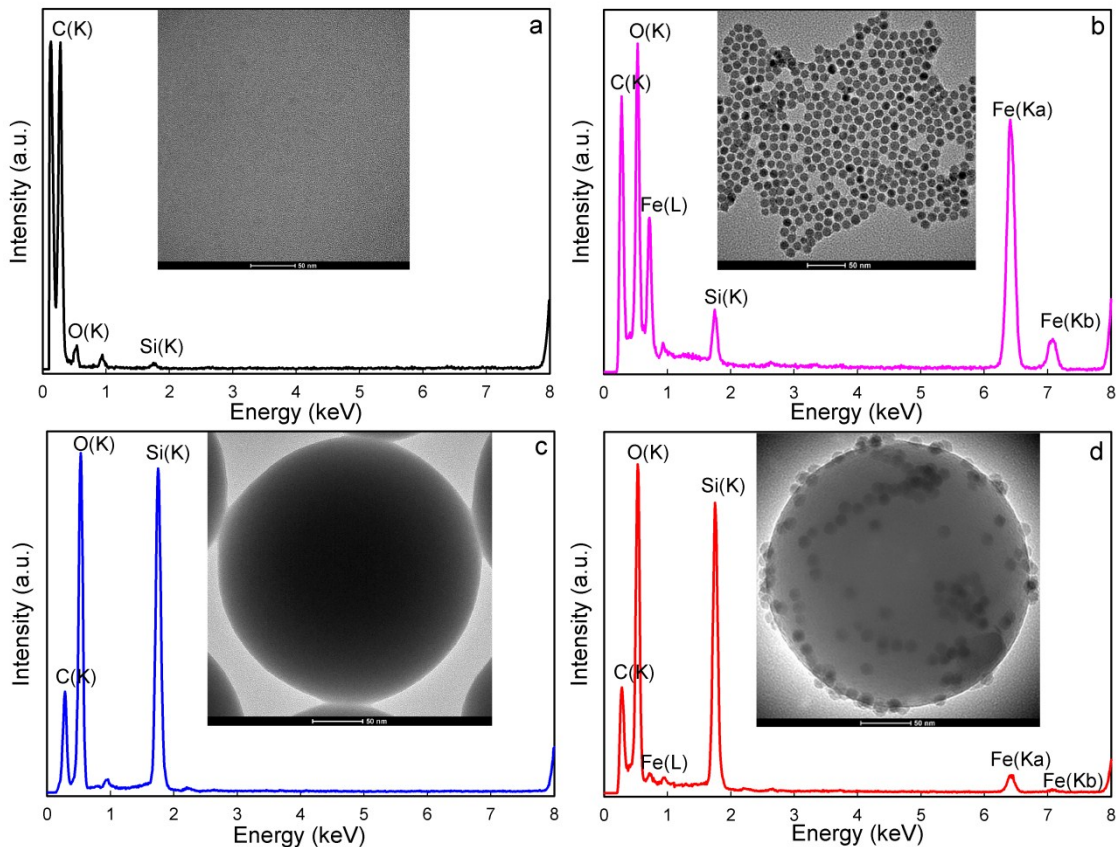 a
C(K)
O(K)
Si(K)
50 nm
Intensity (a.u.)
0 1 2 3 4 5 6 7 8
Energy (keV)
b
O(K)
C(K)
Fe(L)
Si(K)
Fe(Ka)
Fe(Kb)
50 nm
Intensity (a.u.)
0 1 2 3 4 5 6 7 8
Energy (keV)
c
O(K)
Si(K)
C(K)
50 nm
Intensity (a.u.)
0 1 2 3 4 5 6 7 8
Energy (keV)
d
O(K)
Si(K)
C(K)
Fe(L)
Fe(Ka)
Fe(Kb)
50 nm
Intensity (a.u.)
0 1 2 3 4 5 6 7 8
Energy (keV)